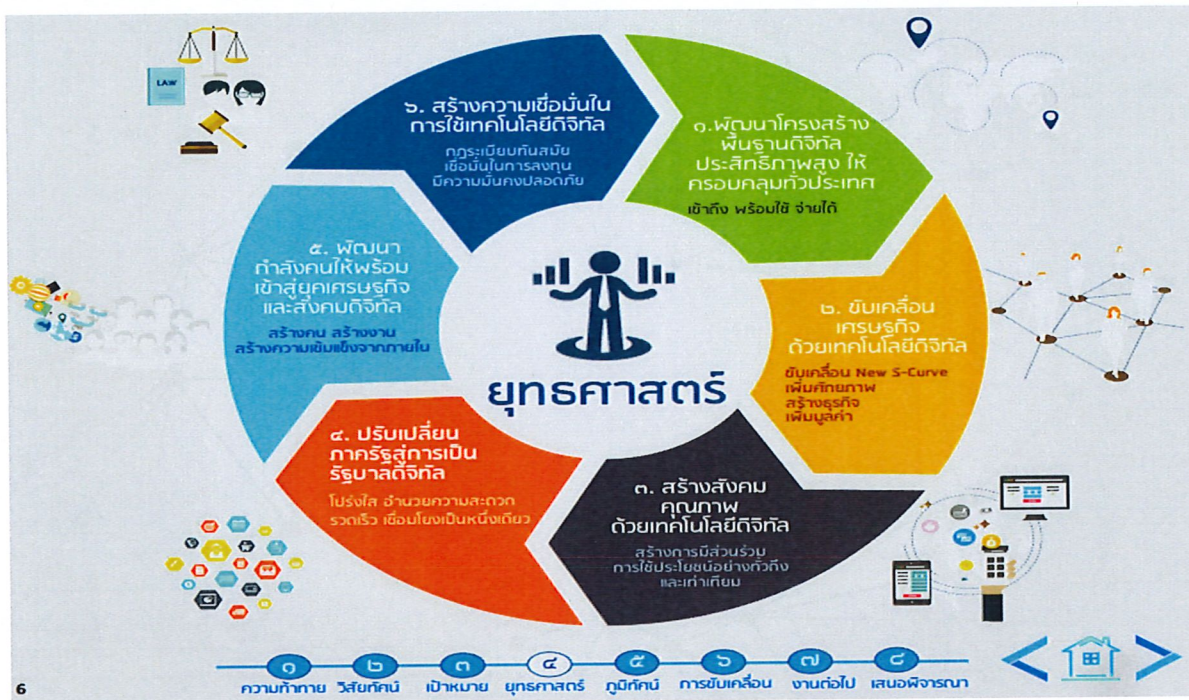 LAW
๖. สร้างความเชื่อมั่นใน
การใช้เทคโนโลยีดิจิทัล
กฎระเบียบทันสมัย
เชื่อมั่นในการลงทุน
มีความมั่นคงปลอดภัย
๑.พัฒนาโครงสร้าง
พื้นฐานดิจิทัล
ประสิทธิภาพสูง ให้
ครอบคลุมทั่วประเทศ
เข้าถึง พร้อมใช้ จ่ายได้
๕. พัฒนา
กำลังคนให้พร้อม
เข้าสู่ยุคเศรษฐกิจ
และสังคมดิจิทัล
สร้างคน สร้างงาน
สร้างความเข้มแข็งจากภายใน
๒. ขับเคลื่อน
เศรษฐกิจ
ด้วยเทคโนโลยีดิจิทัล
ขับเคลื่อน New S-Curve
เพิ่มศักยภาพ
สร้างธุรกิจ
เพิ่มมูลค่า
ยุทธศาสตร์
๔. ปรับเปลี่ยน
ภาครัฐสู่การเป็น
รัฐบาลดิจิทัล
โปร่งใส อำนวยความสะดวก
รวดเร็ว เชื่อมโยงเป็นหนึ่งเดียว
๓. สร้างสังคม
คุณภาพ
ด้วยเทคโนโลยีดิจิทัล
สร้างการมีส่วนร่วม
การใช้ประโยชน์อย่างทั่วถึง
และเท่าเทียม
๑ ๒ ๓ ๔ ๕ ๖ ๗ ๘
ความท้าทาย วิสัยทัศน์ เป้าหมาย ยุทธศาสตร์ ภูมิทัศน์ การขับเคลื่อน งานต่อไป เสนอพิจารณา
6